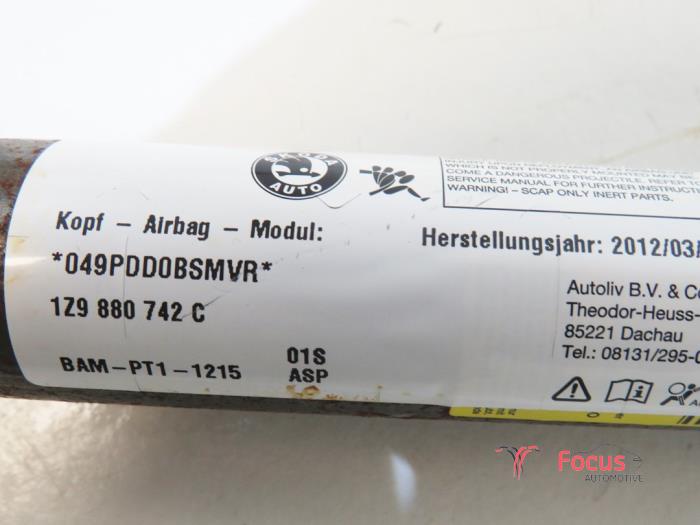 SKODA
AUTO
Kopf - Airbag - Modul:
*049PDD0BSMVR*
1Z9 880 742 C
BAM-PT1-1215
01S
ASP
COME A DANGEROUS PROJECTILE. REFER
SERVICE MANUAL FOR FURTHER INSTRUC
WARNING! – SCAP ONLY INERT PARTS.
Herstellungsjahr: 2012/03/
Autoliv B.V. & Co
Theodor-Heuss-
85221 Dachau
Tel.: 08131/295-0
Focus
AUTOMOTIVE